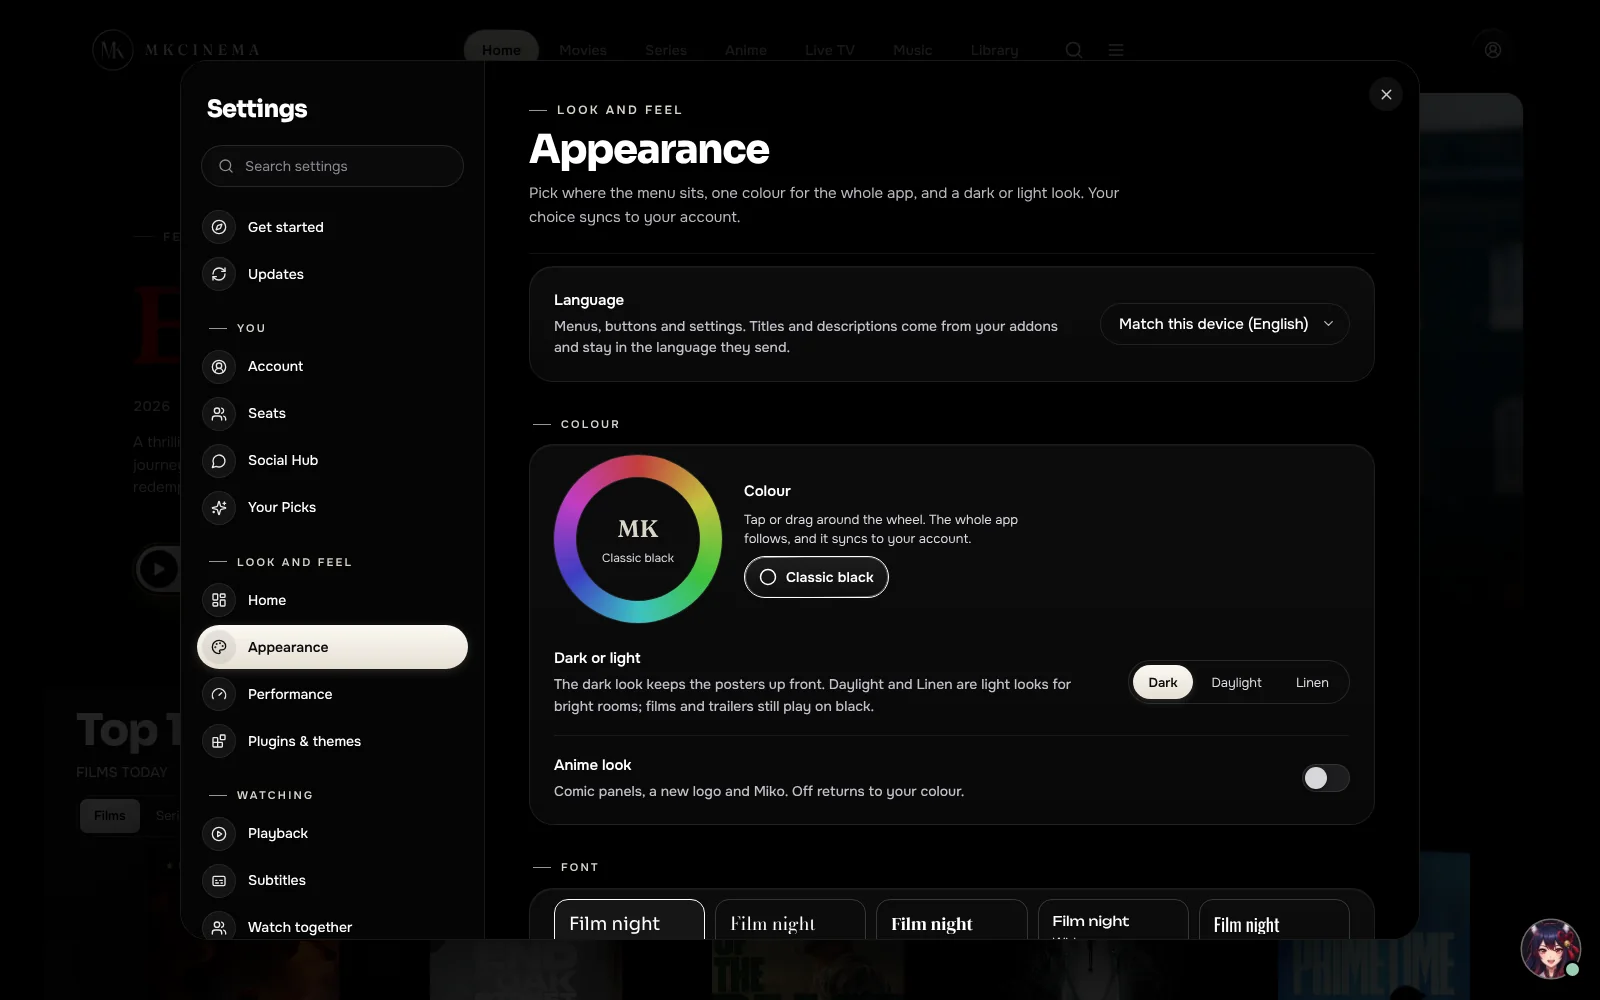 MK MKCINEMA
Home Movies Series Anime Live TV Music Library
Settings
Search settings
Get started
Updates
YOU
Account
Seats
Social Hub
Your Picks
LOOK AND FEEL
Home
Appearance
Performance
Plugins & themes
WATCHING
Playback
Subtitles
Watch together
LOOK AND FEEL
Appearance
Pick where the menu sits, one colour for the whole app, and a dark or light look. Your
choice syncs to your account.
Language
Menus, buttons and settings. Titles and descriptions come from your addons
and stay in the language they send.
Match this device (English)
COLOUR
MK
Classic black
Colour
Tap or drag around the wheel. The whole app
follows, and it syncs to your account.
Classic black
Dark or light
The dark look keeps the posters up front. Daylight and Linen are light looks for
bright rooms; films and trailers still play on black.
Dark Daylight Linen
Anime look
Comic panels, a new logo and Miko. Off returns to your colour.
FONT
Film night Film night Film night Film night Film night
2026
Top 1
FILMS TODAY
Films
THE
PRIMETIME